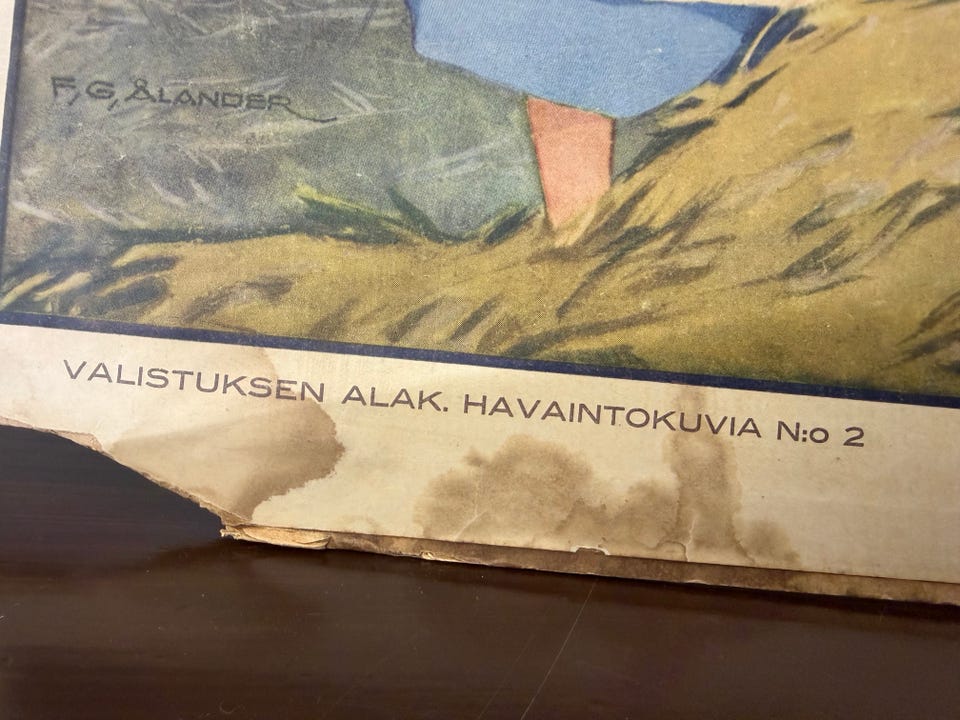 F, G, ÅLANDER
VALISTUKSEN ALAK. HAVAINTOKUVIA N:o 2